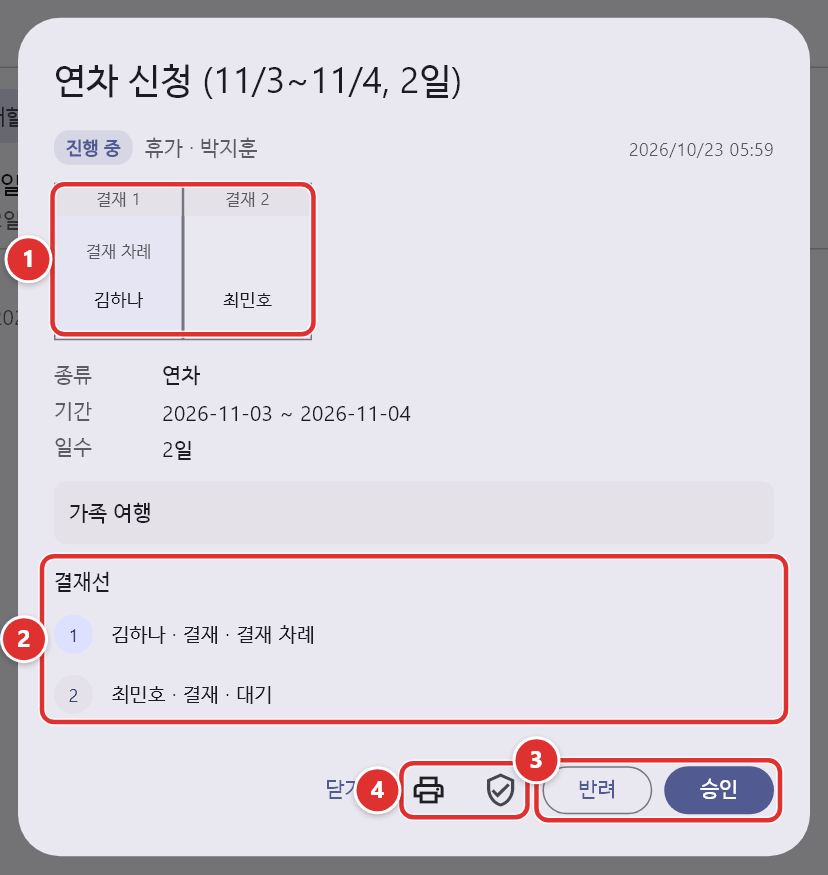 연차 신청 (11/3~11/4, 2일)
진행 중 휴가 · 박지훈 2026/10/23 05:59
결재 1 결재 2
결재 차례
1
김하나 최민호
종류 연차
기간 2026-11-03 ~ 2026-11-04
일수 2일
가족 여행
결재선
1 김하나 · 결재 · 결재 차례
2
2 최민호 · 결재 · 대기
3
4 반려 승인